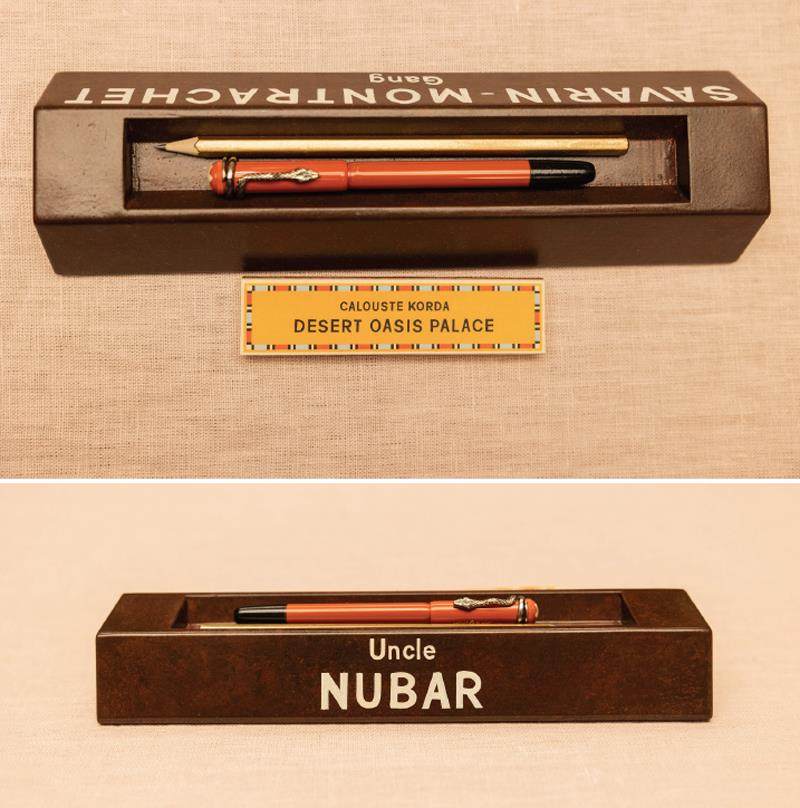 SAVARIN-MONTRACHET
Gang
CALOUSTE KORDA
DESERT OASIS PALACE
Uncle
NUBAR